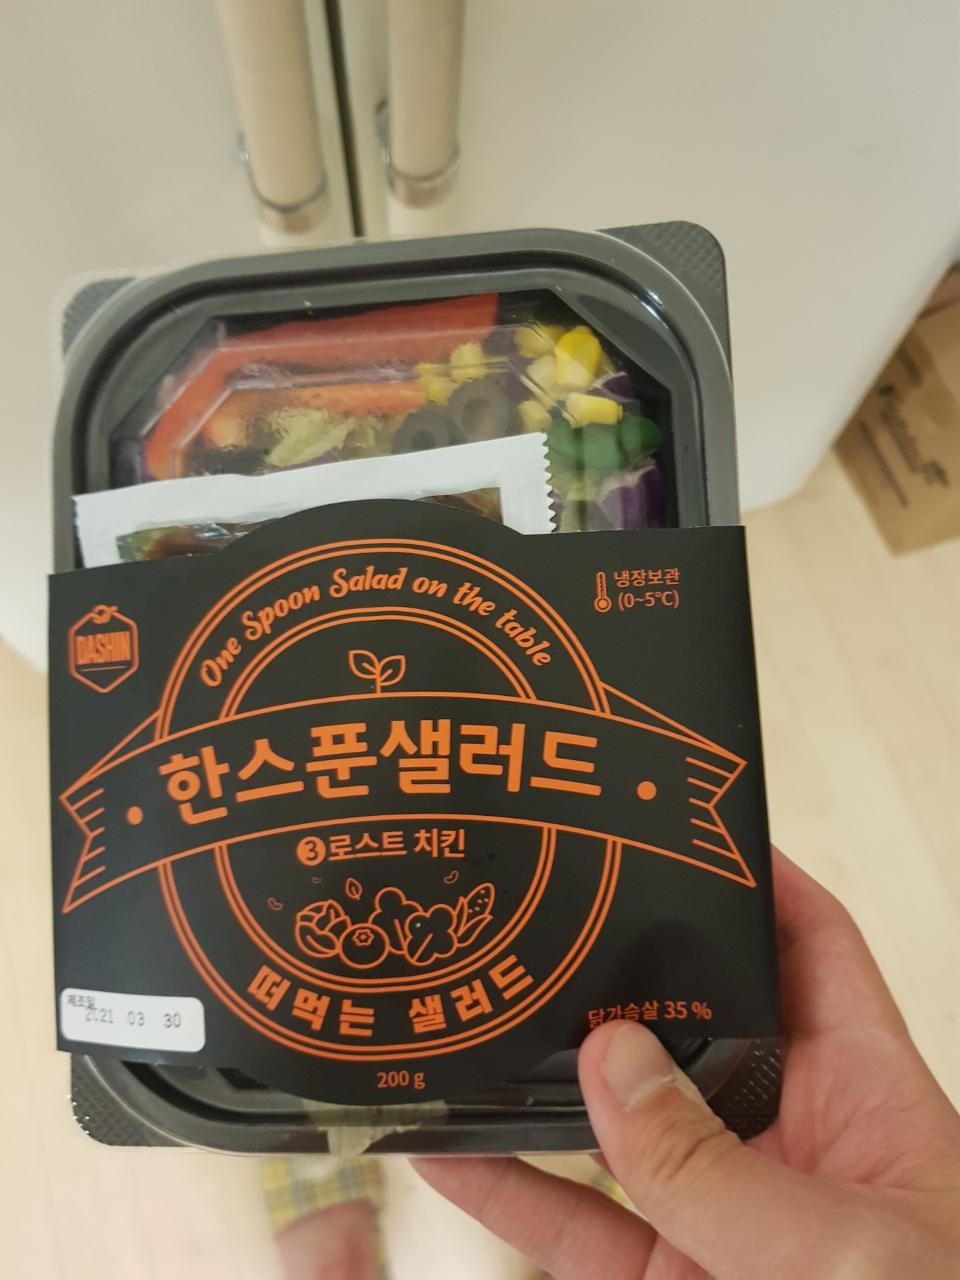 One Spoon Salad on the table
냉장보관
(0~5°C)
DASHIN
한스푼샐러드
3 로스트 치킨
떠먹는 샐러드
제조일
2021 03 30
닭가슴살 35 %
200 g